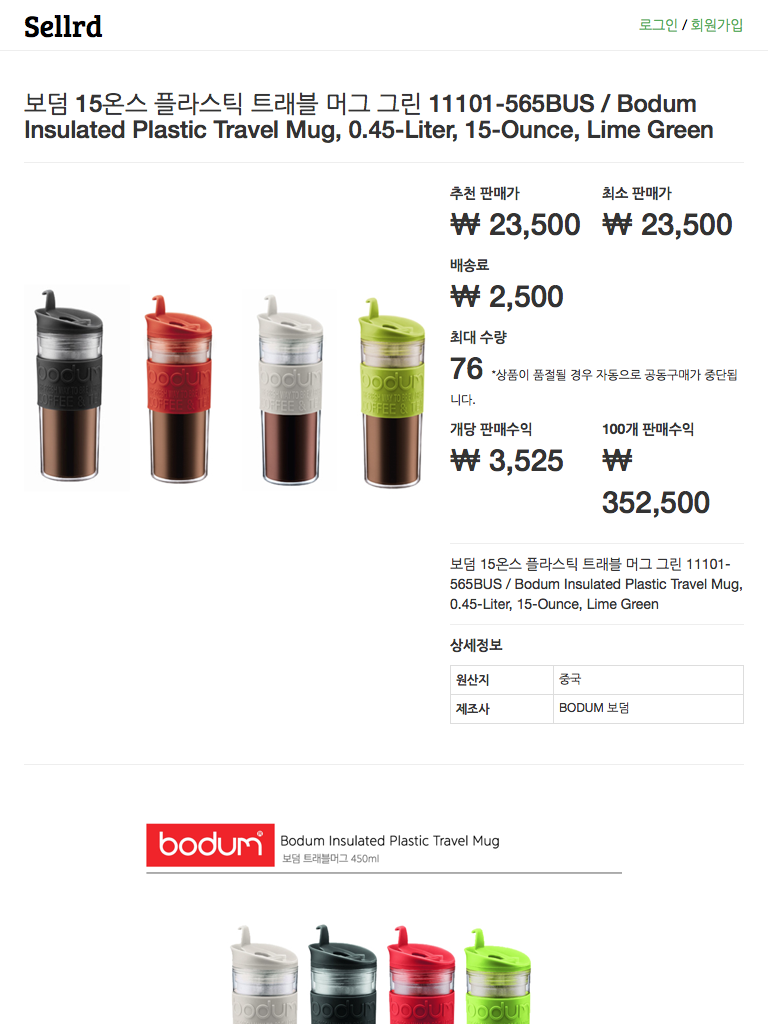 Sellrd
로그인 / 회원가입
보덤 15온스 플라스틱 트래블 머그 그린 11101-565BUS / Bodum
Insulated Plastic Travel Mug, 0.45-Liter, 15-Ounce, Lime Green
추천 판매가
₩ 23,500
최소 판매가
₩ 23,500
배송료
₩ 2,500
최대 수량
76 *상품이 품절될 경우 자동으로 공동구매가 중단됩
니다.
개당 판매수익
₩ 3,525
100개 판매수익
₩
352,500
보덤 15온스 플라스틱 트래블 머그 그린 11101-
565BUS / Bodum Insulated Plastic Travel Mug,
0.45-Liter, 15-Ounce, Lime Green
상세정보
원산지 중국
제조사 BODUM 보덤
bodum® Bodum Insulated Plastic Travel Mug
보덤 트래블머그 450ml